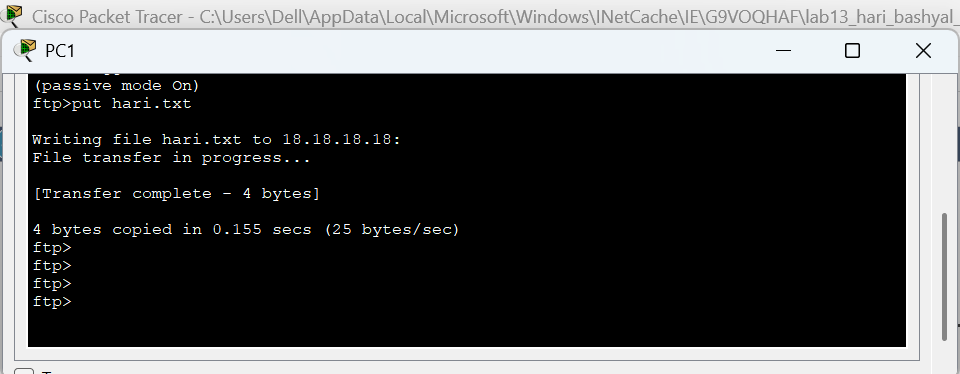 Cisco Packet Tracer - C:\Users\Dell\AppData\Local\Microsoft\Windows\INetCache\IE\G9VOQHAF\lab13_hari_bashyal_
PC1
(passive mode On)
ftp>put hari.txt
Writing file hari.txt to 18.18.18.18:
File transfer in progress...
[Transfer complete - 4 bytes]
4 bytes copied in 0.155 secs (25 bytes/sec)
ftp>
ftp>
ftp>
ftp>